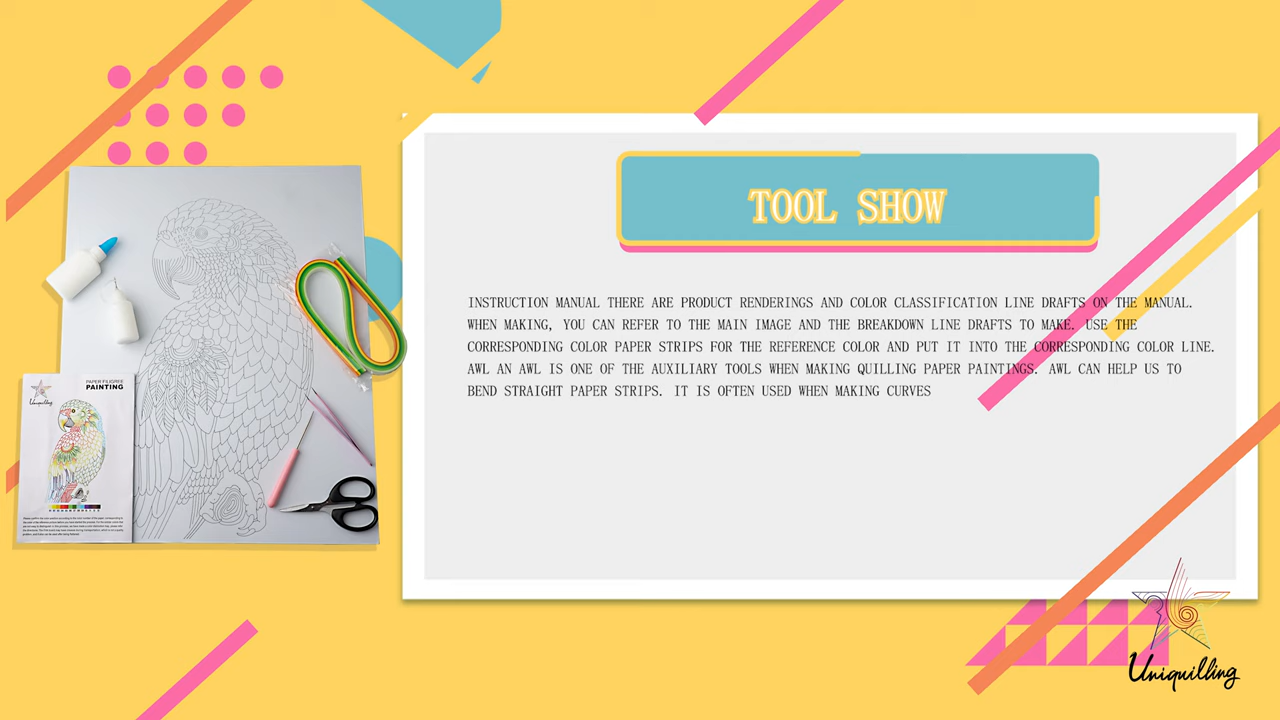 TOOL SHOW
INSTRUCTION MANUAL THERE ARE PRODUCT RENDERINGS AND COLOR CLASSIFICATION LINE DRAFTS ON THE MANUAL.
WHEN MAKING, YOU CAN REFER TO THE MAIN IMAGE AND THE BREAKDOWN LINE DRAFTS TO MAKE. USE THE
CORRESPONDING COLOR PAPER STRIPS FOR THE REFERENCE COLOR AND PUT IT INTO THE CORRESPONDING COLOR LINE.
AWL AN AWL IS ONE OF THE AUXILIARY TOOLS WHEN MAKING QUILLING PAPER PAINTINGS. AWL CAN HELP US TO
BEND STRAIGHT PAPER STRIPS. IT IS OFTEN USED WHEN MAKING CURVES
PAPER FILIGREE
PAINTING
Uniquilling
Uniquilling